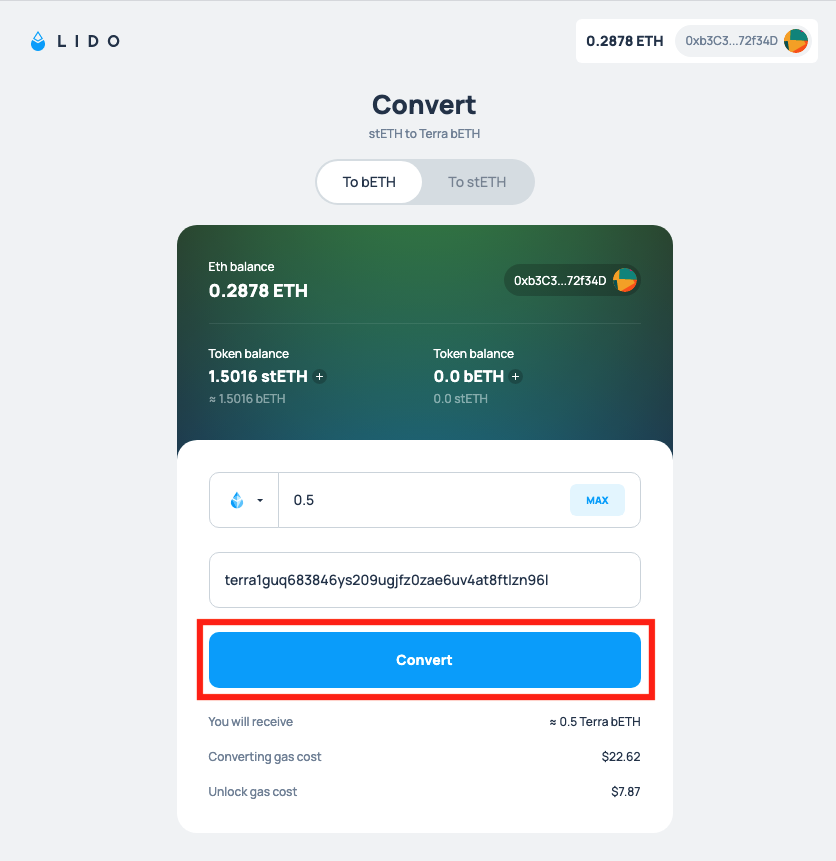 LIDO
0.2878 ETH 0xb3C3...72f34D
Convert
stETH to Terra bETH
To bETH To stETH
Eth balance
0.2878 ETH
0xb3C3...72f34D
Token balance
1.5016 stETH +
≈ 1.5016 bETH
Token balance
0.0 bETH +
0.0 stETH
0.5 MAX
terra1guq683846ys209ugjfz0zae6uv4at8ftlzn96l
Convert
You will receive ≈ 0.5 Terra bETH
Converting gas cost $22.62
Unlock gas cost $7.87